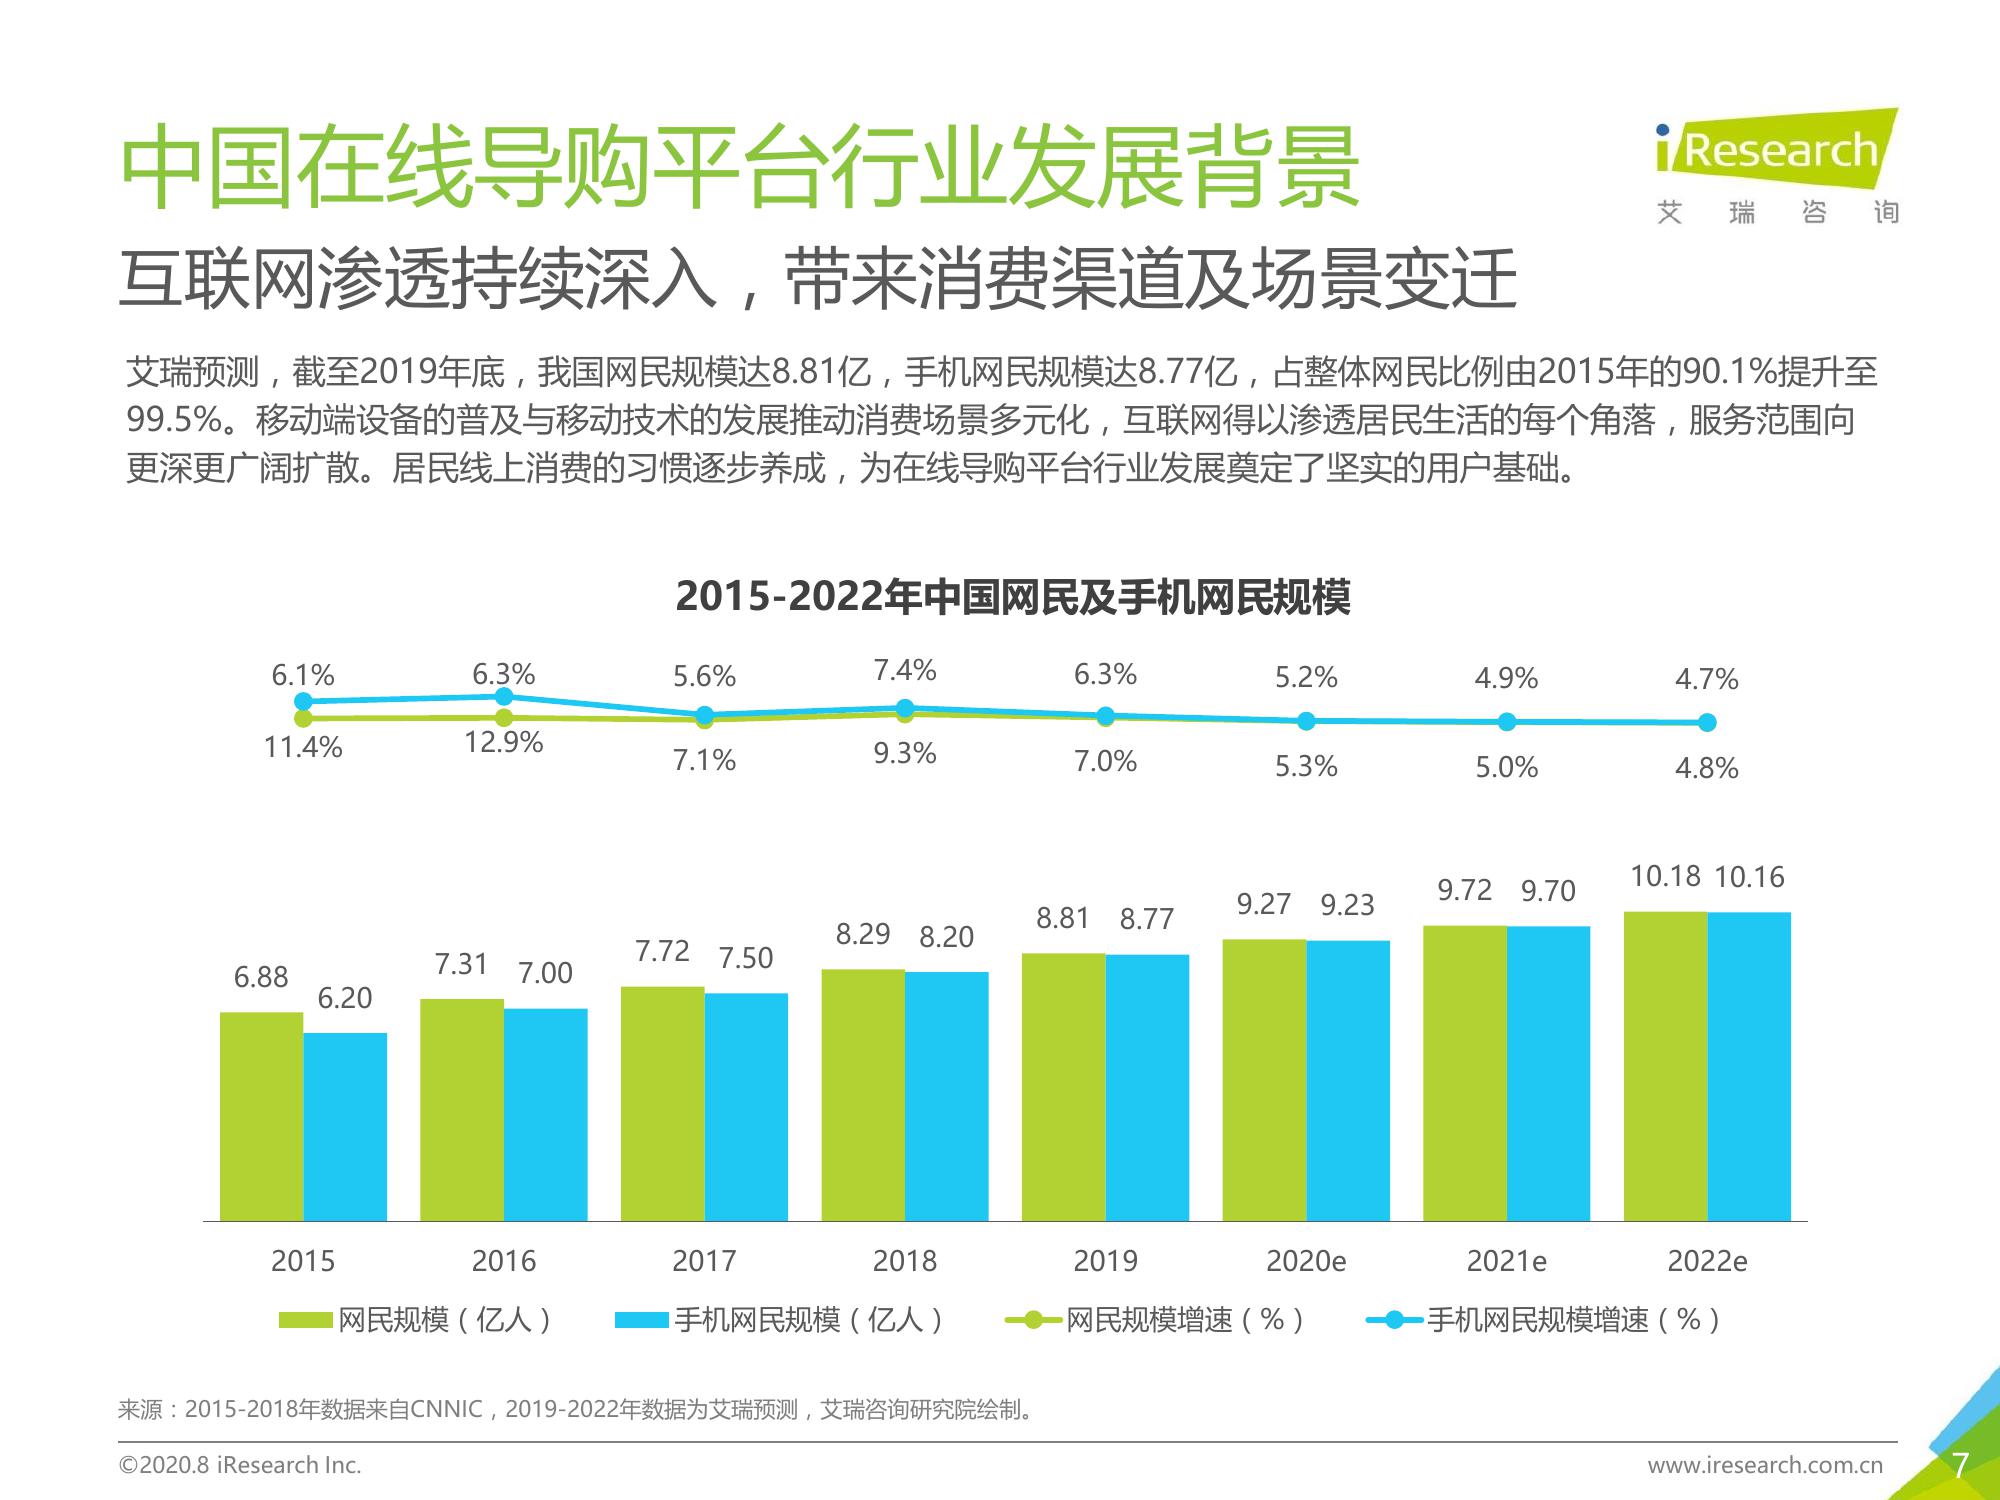 中国在线导购平台行业发展背景
iResearch
艾瑞咨询
互联网渗透持续深入，带来消费渠道及场景变迁
艾瑞预测，截至2019年底，我国网民规模达8.81亿，手机网民规模达8.77亿，占整体网民比例由2015年的90.1%提升至
99.5%。移动端设备的普及与移动技术的发展推动消费场景多元化，互联网得以渗透居民生活的每个角落，服务范围向
更深更广阔扩散。居民线上消费的习惯逐步养成，为在线导购平台行业发展奠定了坚实的用户基础。
2015-2022年中国网民及手机网民规模
6.1% 6.3% 5.6% 7.4% 6.3% 5.2% 4.9% 4.7%
11.4% 12.9% 7.1% 9.3% 7.0% 5.3% 5.0% 4.8%
6.88 6.20 7.31 7.00 7.72 7.50 8.29 8.20 8.81 8.77 9.27 9.23 9.72 9.70 10.18 10.16
2015 2016 2017 2018 2019 2020e 2021e 2022e
网民规模（亿人） 手机网民规模（亿人） 网民规模增速（%） 手机网民规模增速（%）
来源：2015-2018年数据来自CNNIC，2019-2022年数据为艾瑞预测，艾瑞咨询研究院绘制。
©2020.8 iResearch Inc. www.iresearch.com.cn 7